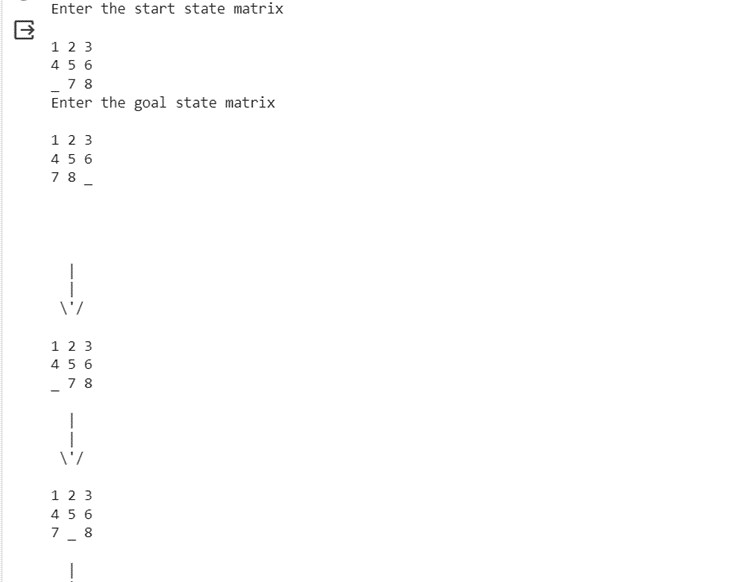 Enter the start state matrix
1 2 3
4 5 6
_ 7 8
Enter the goal state matrix
1 2 3
4 5 6
7 8 _
|
|
\'/
1 2 3
4 5 6
_ 7 8
|
|
\'/
1 2 3
4 5 6
7 _ 8
|